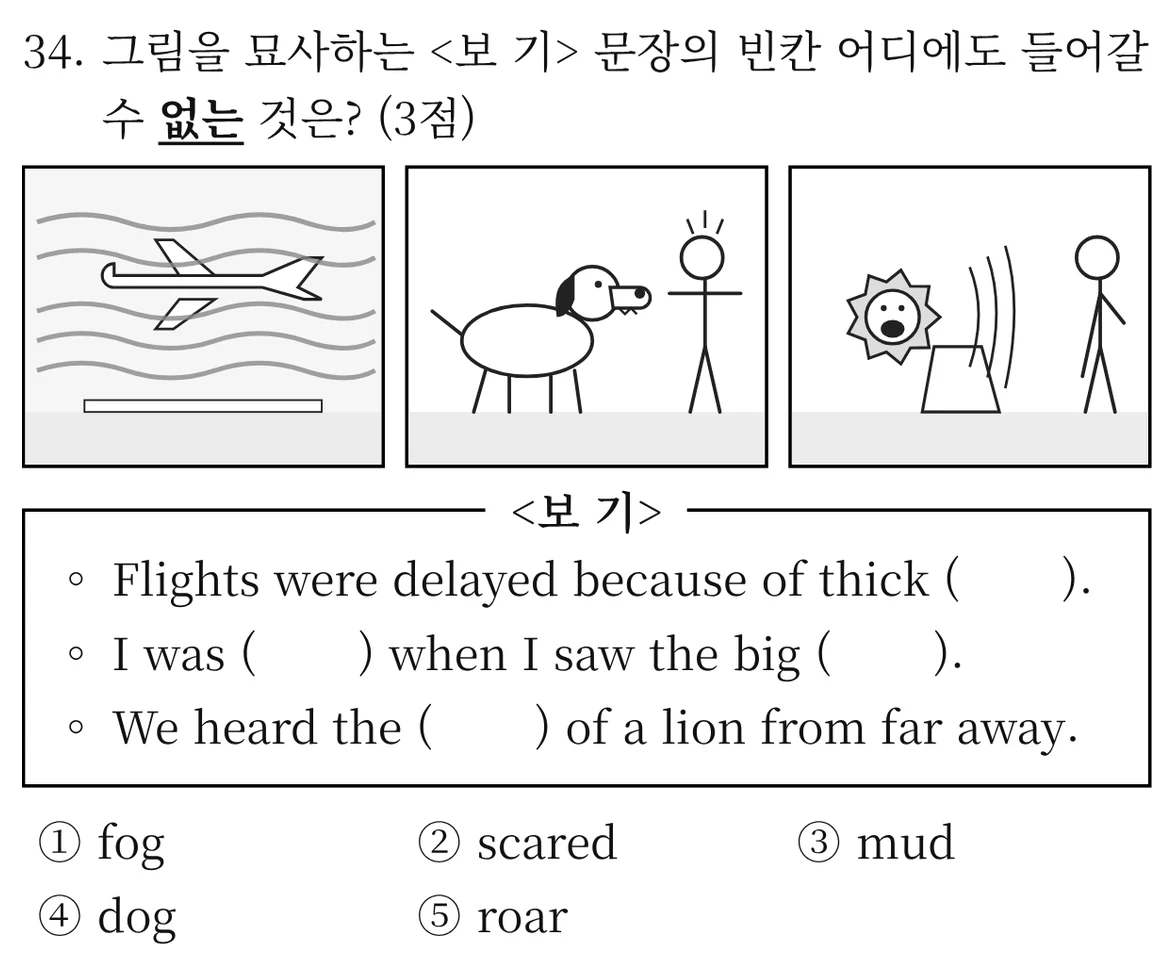 34. 그림을 묘사하는 <보 기> 문장의 빈칸 어디에도 들어갈
수 없는 것은? (3점)
<보 기>
◦ Flights were delayed because of thick (        ).
◦ I was (        ) when I saw the big (        ).
◦ We heard the (        ) of a lion from far away.
① fog ② scared ③ mud
④ dog ⑤ roar